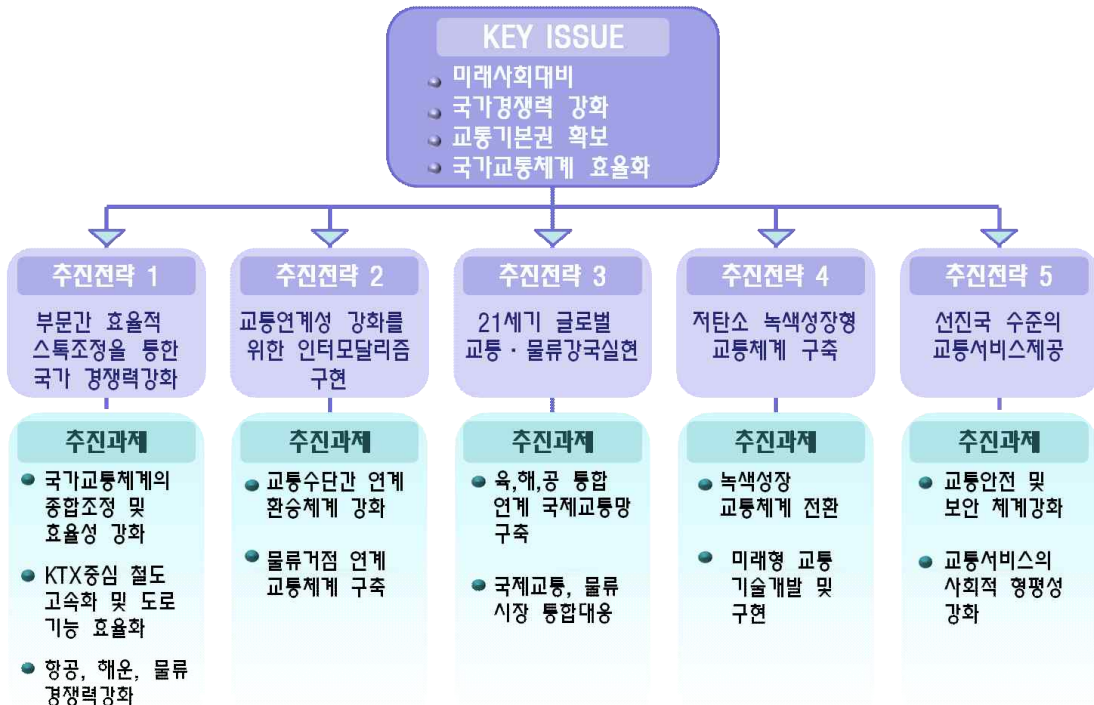 KEY ISSUE
미래사회대비
국가경쟁력 강화
교통기본권 확보
국가교통체계 효율화
추진전략 1
부문간 효율적
스톡조정을 통한
국가 경쟁력강화
추진과제
국가교통체계의
종합조정 및
효율성 강화
KTX중심 철도
고속화 및 도로
기능 효율화
항공, 해운, 물류
경쟁력강화
추진전략 2
교통연계성 강화를
위한 인터모달리즘
구현
추진과제
교통수단간 연계
환승체계 강화
물류거점 연계
교통체계 구축
추진전략 3
21세기 글로벌
교통·물류강국실현
추진과제
육,해,공 통합
연계 국제교통망
구축
국제교통, 물류
시장 통합대응
추진전략 4
저탄소 녹색성장형
교통체계 구축
추진과제
녹색성장
교통체계 전환
미래형 교통
기술개발 및
구현
추진전략 5
선진국 수준의
교통서비스제공
추진과제
교통안전 및
보안 체계강화
교통서비스의
사회적 형평성
강화